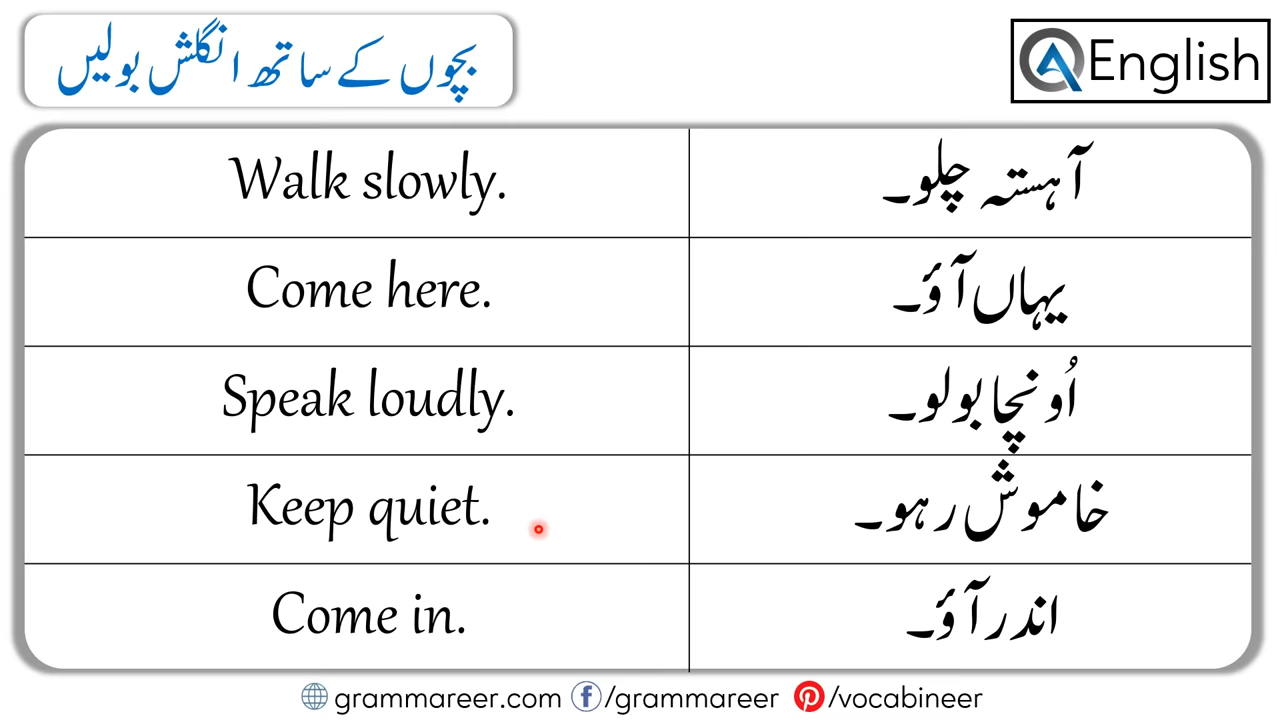 بچوں کے ساتھ انگلش بولیں
AQ English
Walk slowly. آہستہ چلو۔
Come here. یہاں آؤ۔
Speak loudly. اُونچا بولو۔
Keep quiet. خاموش رہو۔
Come in. اندر آؤ۔
grammareer.com /grammareer /vocabineer